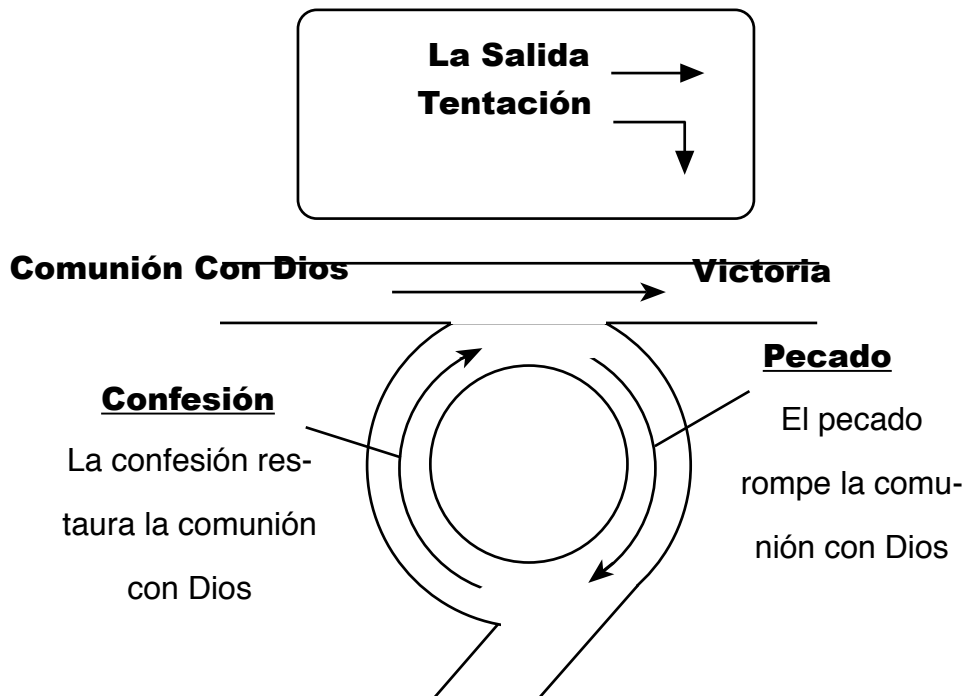 La Salida
Tentación
Comunión Con Dios
Victoria
Confesión
La confesión res-
taura la comunión
con Dios
Pecado
El pecado
rompe la comu-
nión con Dios